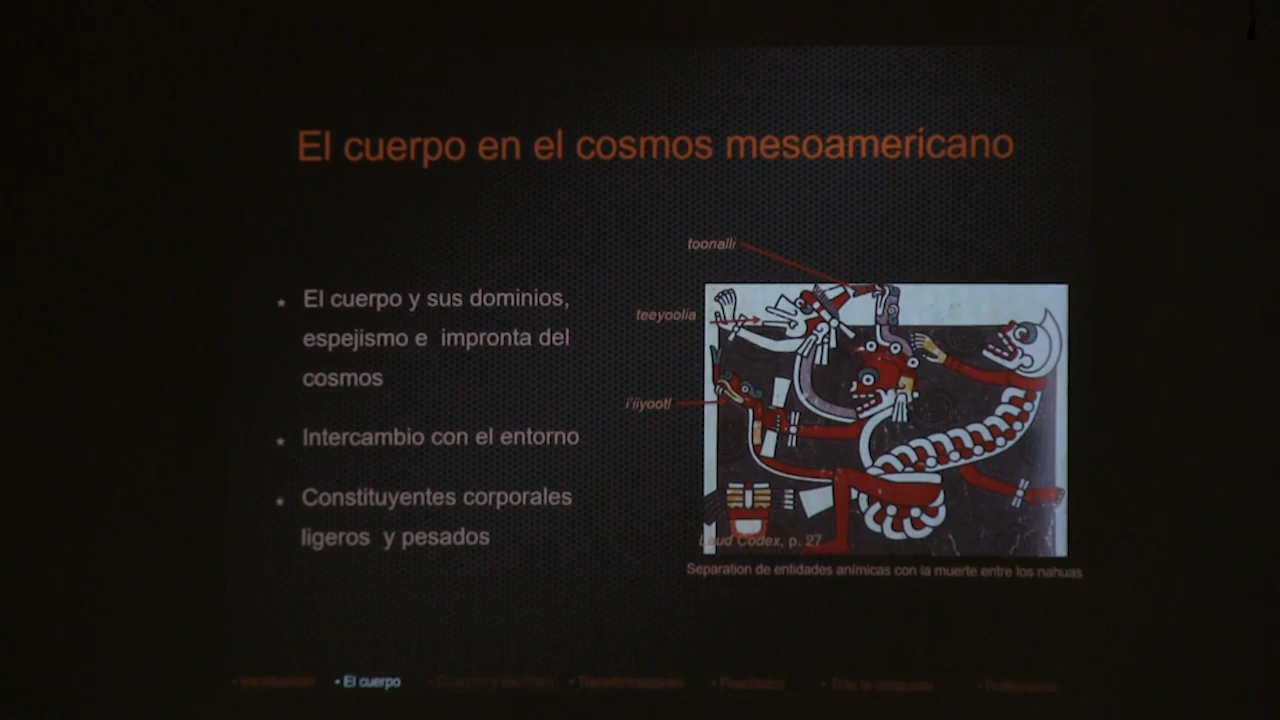 El cuerpo en el cosmos mesoamericano
toonalli
El cuerpo y sus dominios,
teeyoolia
espejismo e impronta del
cosmos
i'iiyootl
Intercambio con el entorno
Constituyentes corporales
ligeros y pesados
Laud Codex, p. 27
Separation de entidades anímicas con la muerte entre los nahuas
• El cuerpo